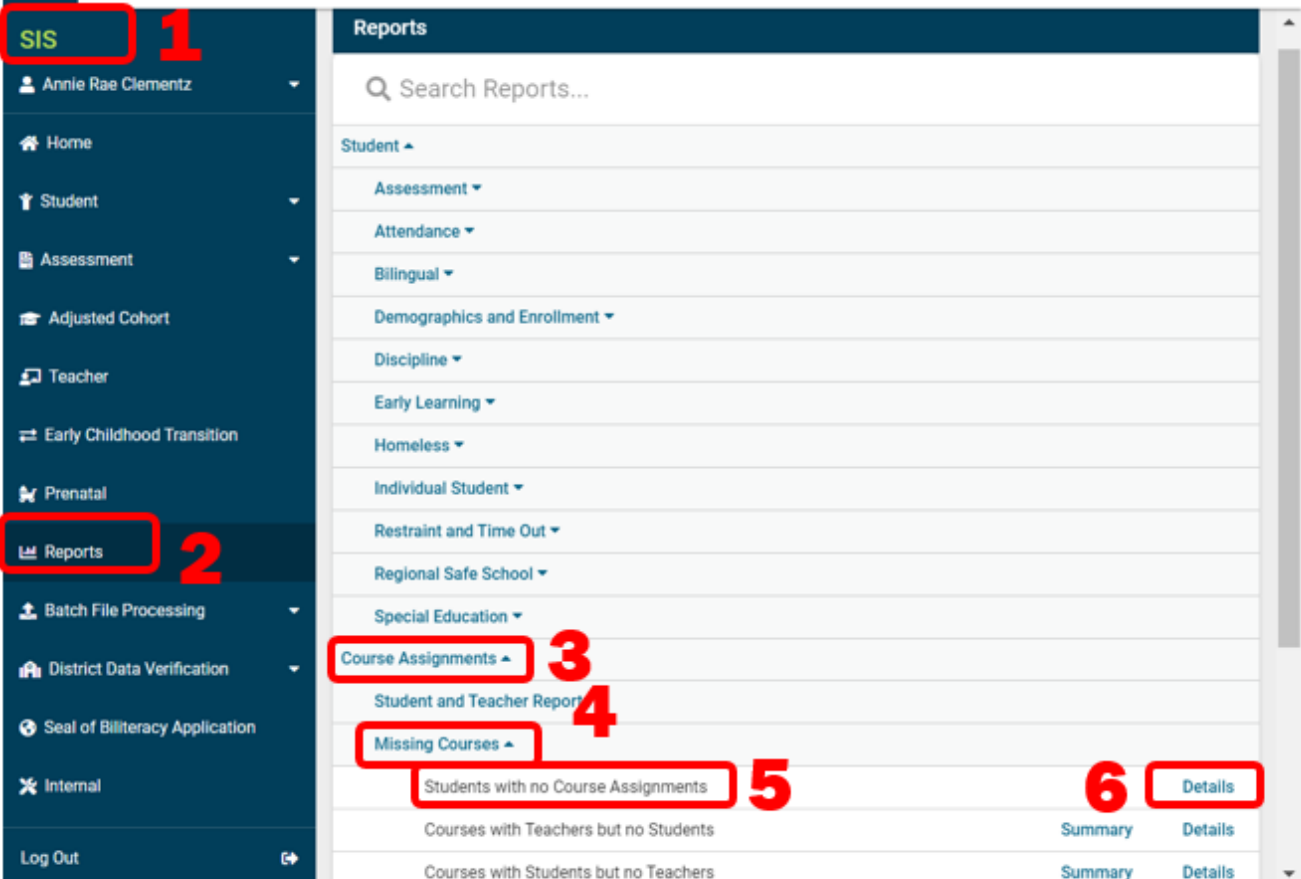 SIS
1
Annie Rae Clementz
Home
Student
Assessment
Adjusted Cohort
Teacher
Early Childhood Transition
Prenatal
Reports
2
Batch File Processing
District Data Verification
Seal of Biliteracy Application
Internal
Log Out
Reports
Search Reports...
Student
Assessment
Attendance
Bilingual
Demographics and Enrollment
Discipline
Early Learning
Homeless
Individual Student
Restraint and Time Out
Regional Safe School
Special Education
Course Assignments 3
Student and Teacher Report
4
Missing Courses
Students with no Course Assignments 5 6 Details
Courses with Teachers but no Students Summary Details
Courses with Students but no Teachers Summary Details